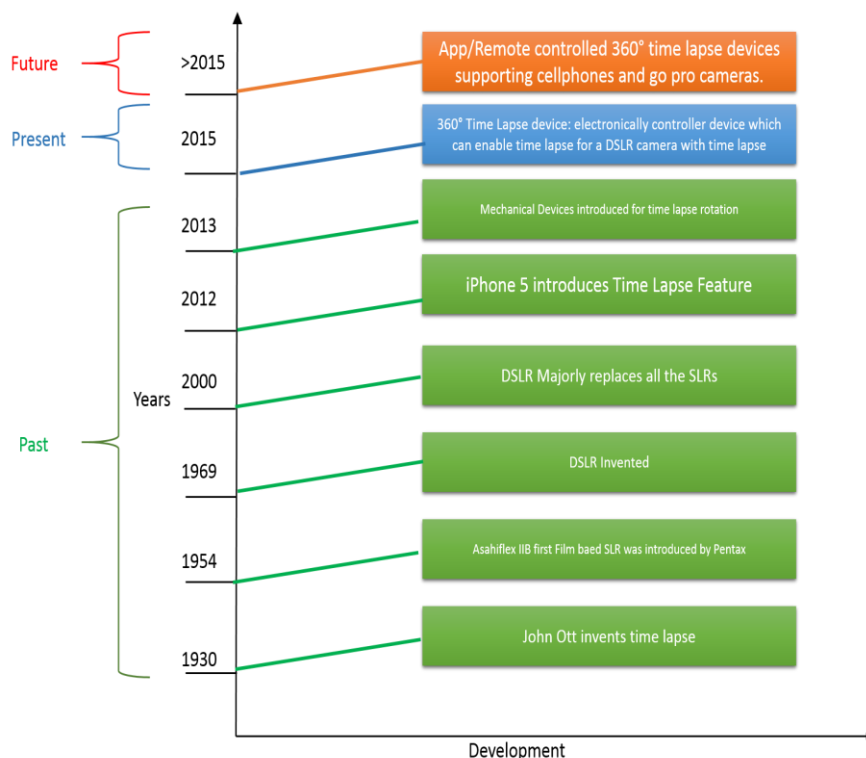 Future
>2015
App/Remote controlled 360° time lapse devices
supporting cellphones and go pro cameras.
Present
2015
360° Time Lapse device: electronically controller device which
can enable time lapse for a DSLR camera with time lapse
2013
Mechanical Devices introduced for time lapse rotation
2012
iPhone 5 introduces Time Lapse Feature
2000
DSLR Majorly replaces all the SLRs
Years
Past
1969
DSLR Invented
1954
Asahiflex IIB first Film baed SLR was introduced by Pentax
1930
John Ott invents time lapse
Development